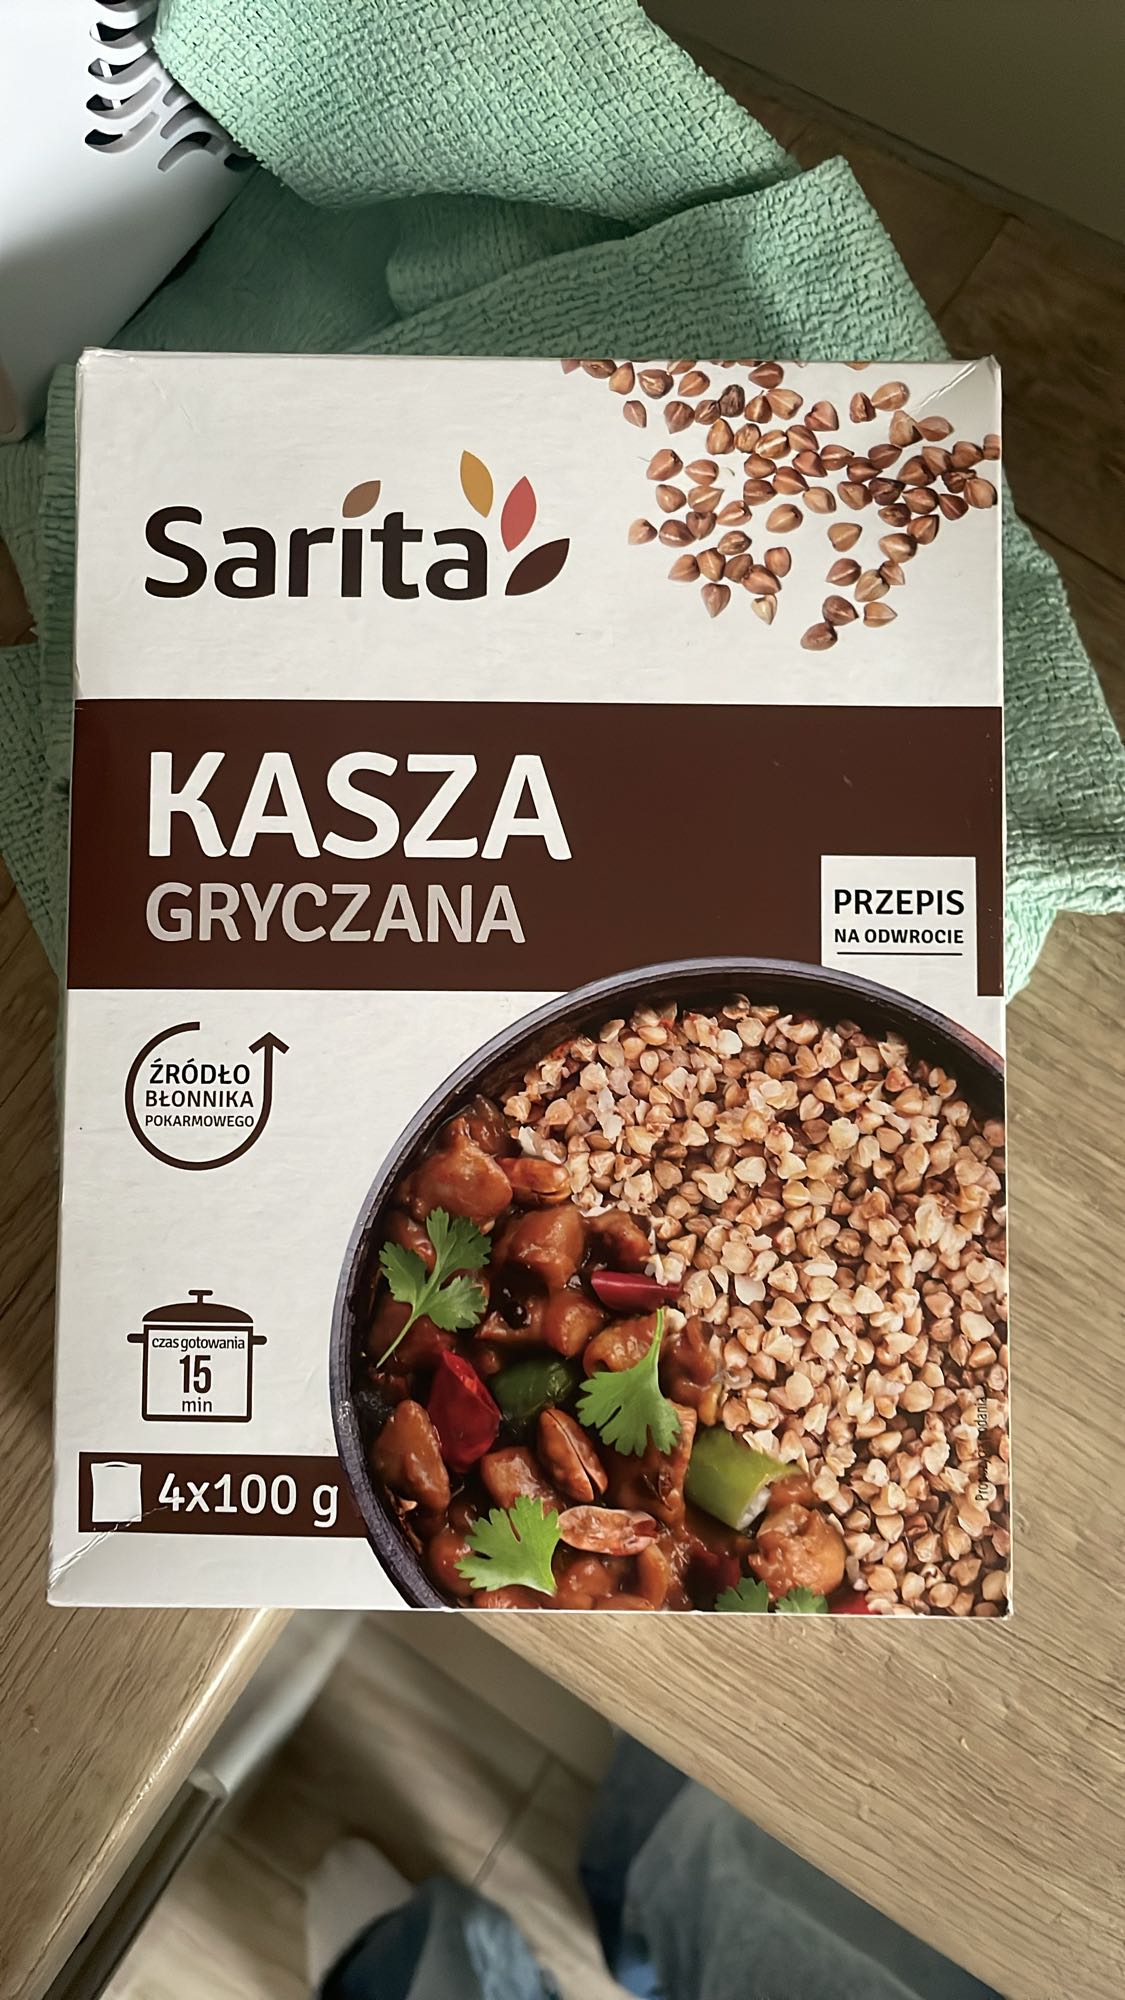 Sarita
KASZA
GRYCZANA
PRZEPIS
NA ODWROCIE
ŹRÓDŁO
BŁONNIKA
POKARMOWEGO
czas gotowania
15
min
4x100 g